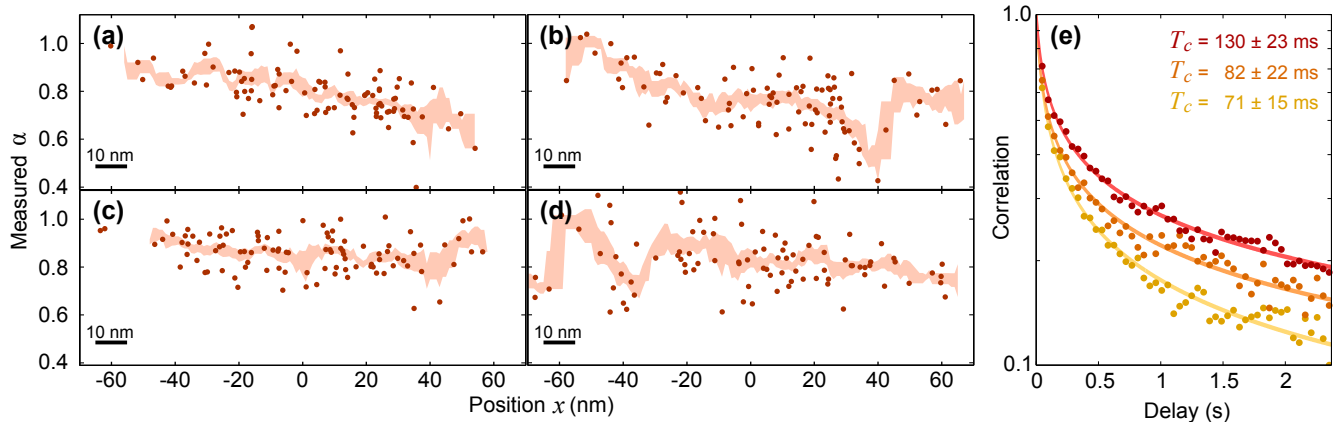 (a)
(b)
(c)
(d)
(e)
Measured α
1.0
0.8
0.6
0.4
1.0
0.8
0.6
0.4
10 nm
10 nm
10 nm
10 nm
-60 -40 -20 0 20 40 60
-60 -40 -20 0 20 40 60
Position x (nm)
Tc = 130 ± 23 ms
Tc = 82 ± 22 ms
Tc = 71 ± 15 ms
Correlation
1.0
0.1
0 0.5 1 1.5 2
Delay (s)